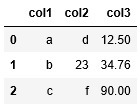 col1 col2 col3
0 a d 12.50
1 b 23 34.76
2 c f 90.00